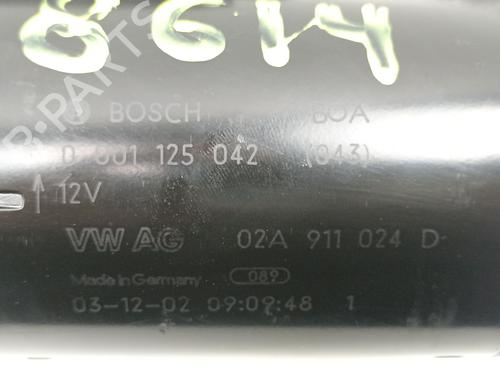 8614
BOSCH BOA
0 001 125 042 (043)
12V
VW AG 02A 911 024 D
Made in Germany 089
03-12-02 09:09:48 1